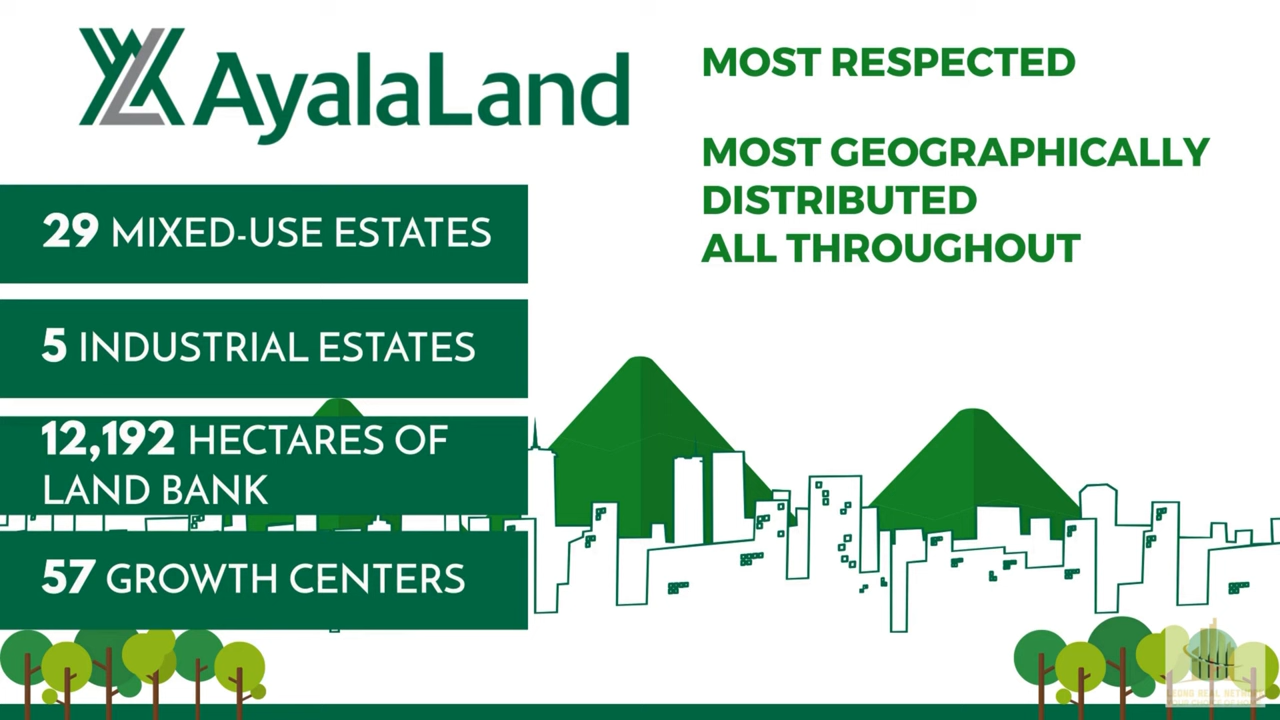 AyalaLand
29 MIXED-USE ESTATES
5 INDUSTRIAL ESTATES
12,192 HECTARES OF
LAND BANK
57 GROWTH CENTERS
MOST RESPECTED
MOST GEOGRAPHICALLY
DISTRIBUTED
ALL THROUGHOUT